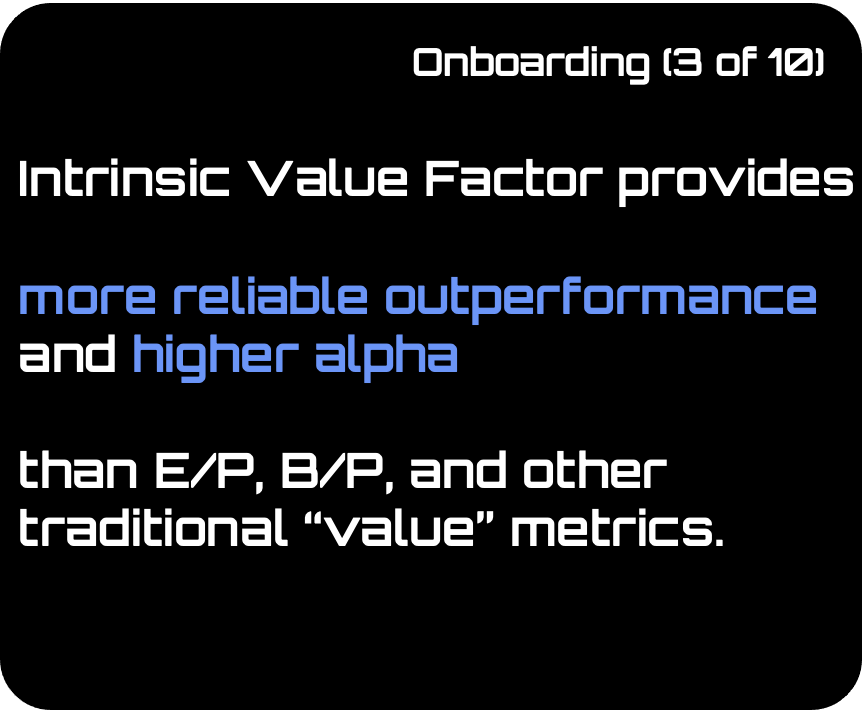 Onboarding (3 of 10)
Intrinsic Value Factor provides
more reliable outperformance
and higher alpha
than E/P, B/P, and other
traditional “value” metrics.